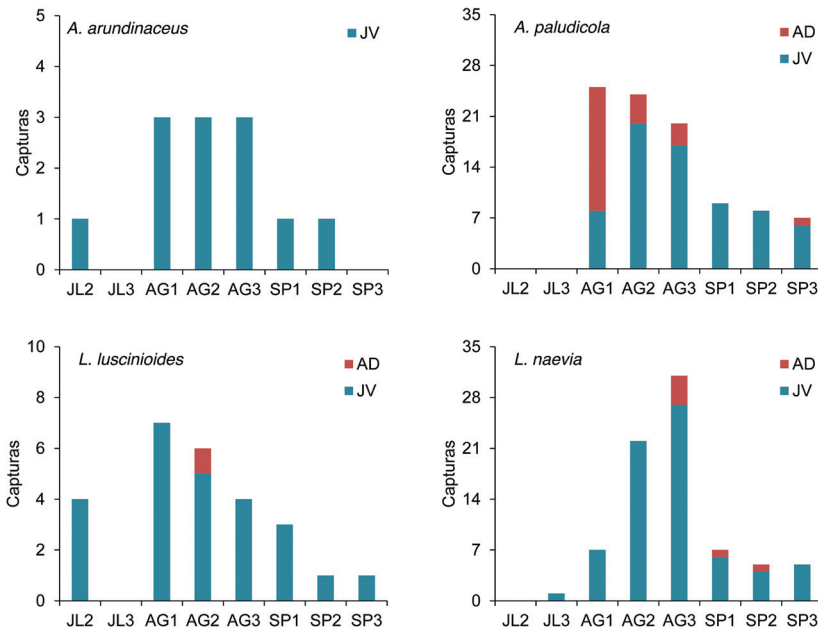 A. arundinaceus
JV
Capturas
5
4
3
2
1
0
JL2 JL3 AG1 AG2 AG3 SP1 SP2 SP3
A. paludicola
AD
JV
Capturas
35
28
21
14
7
0
JL2 JL3 AG1 AG2 AG3 SP1 SP2 SP3
L. luscinioides
AD
JV
Capturas
10
8
6
4
2
0
JL2 JL3 AG1 AG2 AG3 SP1 SP2 SP3
L. naevia
AD
JV
Capturas
35
28
21
14
7
0
JL2 JL3 AG1 AG2 AG3 SP1 SP2 SP3